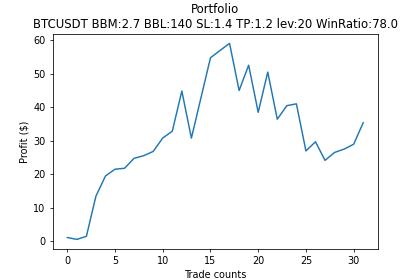 Portfolio
BTCUSDT BBM:2.7 BBL:140 SL:1.4 TP:1.2 lev:20 WinRatio:78.0
60
50
40
30
20
10
0
Profit ($)
0 5 10 15 20 25 30
Trade counts